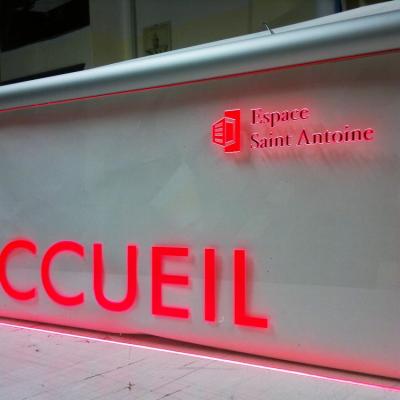 Espace
Saint Antoine
CCUEIL